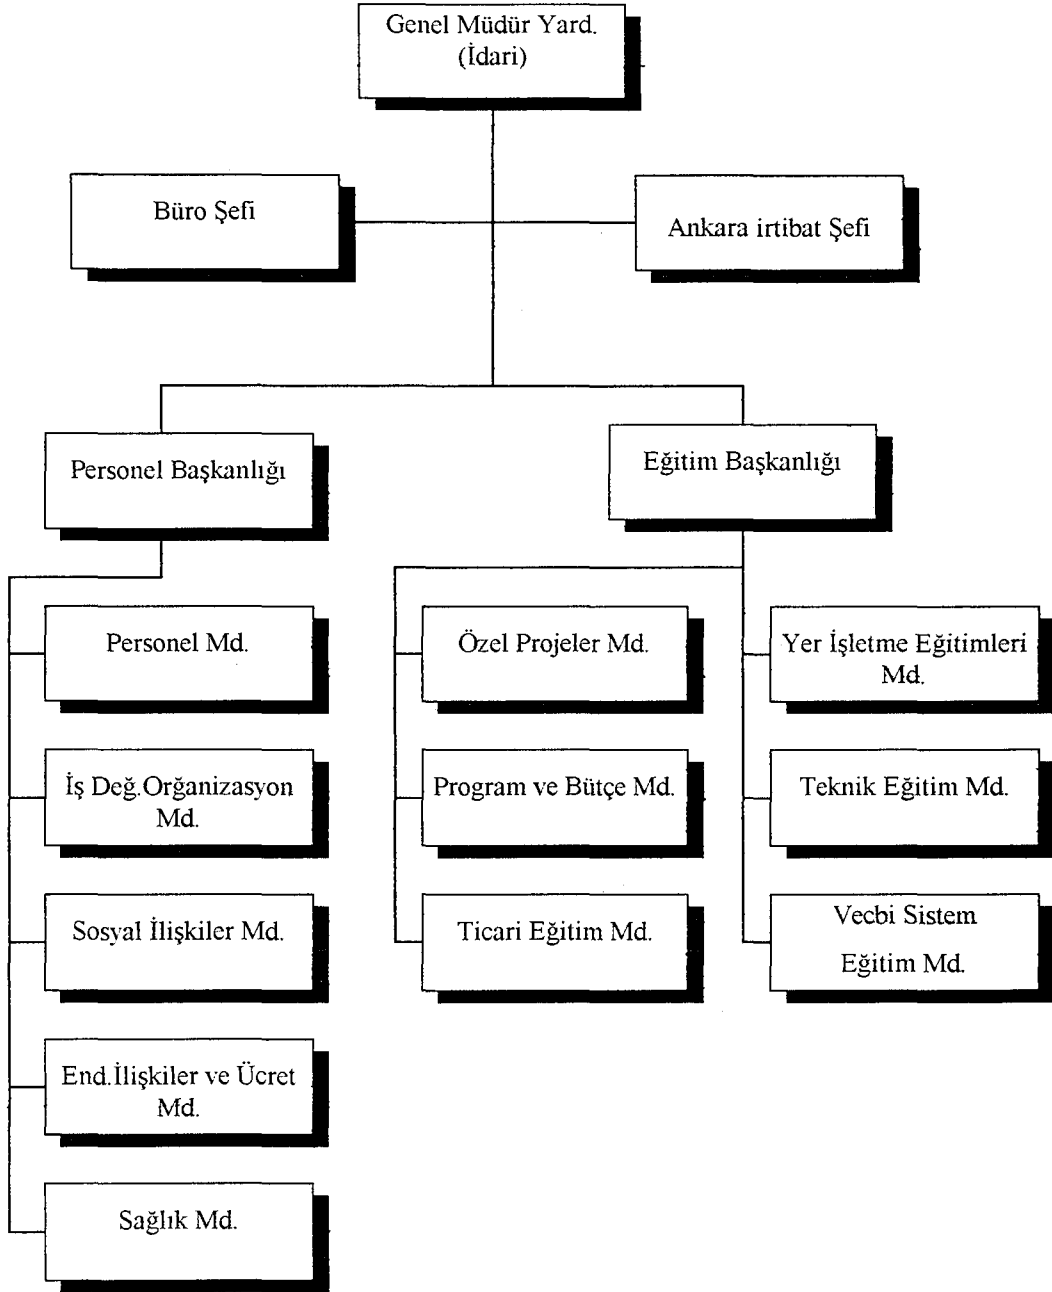 Genel Müdür Yard.
(İdari)
Büro Şefi
Ankara irtibat Şefi
Personel Başkanlığı
Eğitim Başkanlığı
Personel Md.
Özel Projeler Md.
Yer İşletme Eğitimleri
Md.
İş Değ.Orğanizasyon
Md.
Program ve Bütçe Md.
Teknik Eğitim Md.
Sosyal İlişkiler Md.
Ticari Eğitim Md.
Vecbi Sistem
Eğitim Md.
End.İlişkiler ve Ücret
Md.
Sağlık Md.